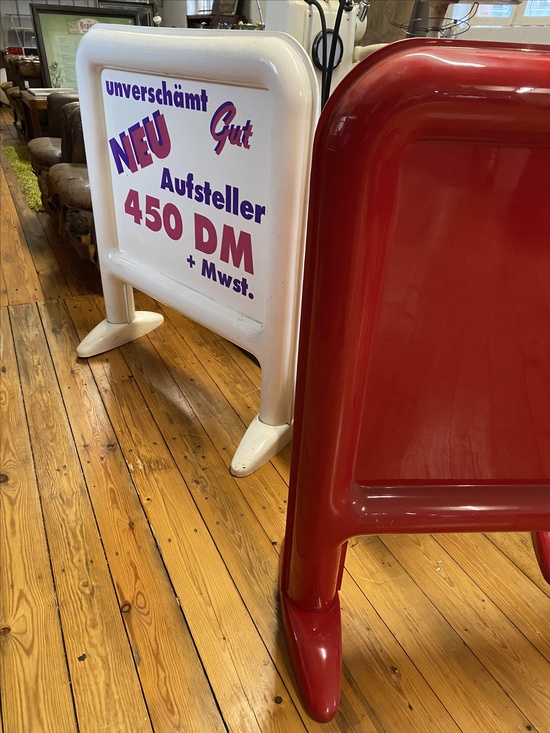 unverschämt
Gut
NEU
Aufsteller
450 DM
+ Mwst.